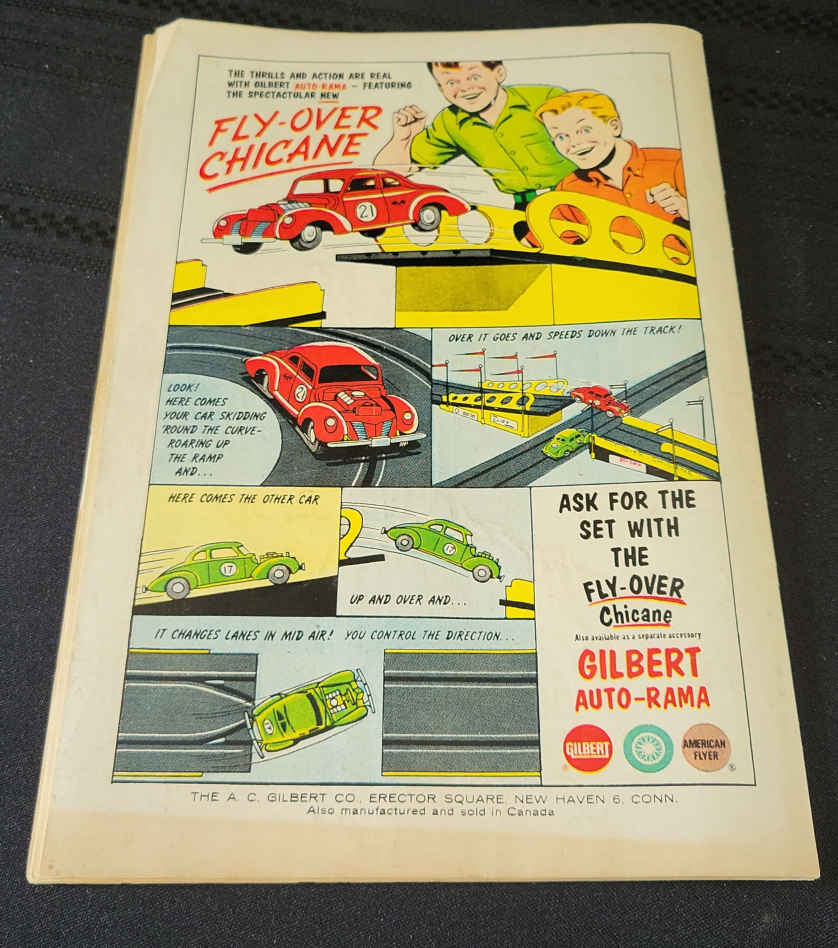 THE THRILLS AND ACTION ARE REAL
WITH GILBERT AUTO-RAMA – FEATURING
THE SPECTACULAR NEW
FLY-OVER
CHICANE
21
LOOK!
HERE COMES
YOUR CAR SKIDDING
'ROUND THE CURVE-
ROARING UP
THE RAMP
AND...
21
OVER IT GOES AND SPEEDS DOWN THE TRACK!
HERE COMES THE OTHER CAR
17
17
UP AND OVER AND...
IT CHANGES LANES IN MID AIR! YOU CONTROL THE DIRECTION...
ASK FOR THE
SET WITH
THE
FLY-OVER
Chicane
Also available as a separate accessory
GILBERT
AUTO-RAMA
GILBERT
AMERICAN
FLYER
®
THE A. C. GILBERT CO., ERECTOR SQUARE, NEW HAVEN 6, CONN.
Also manufactured and sold in Canada